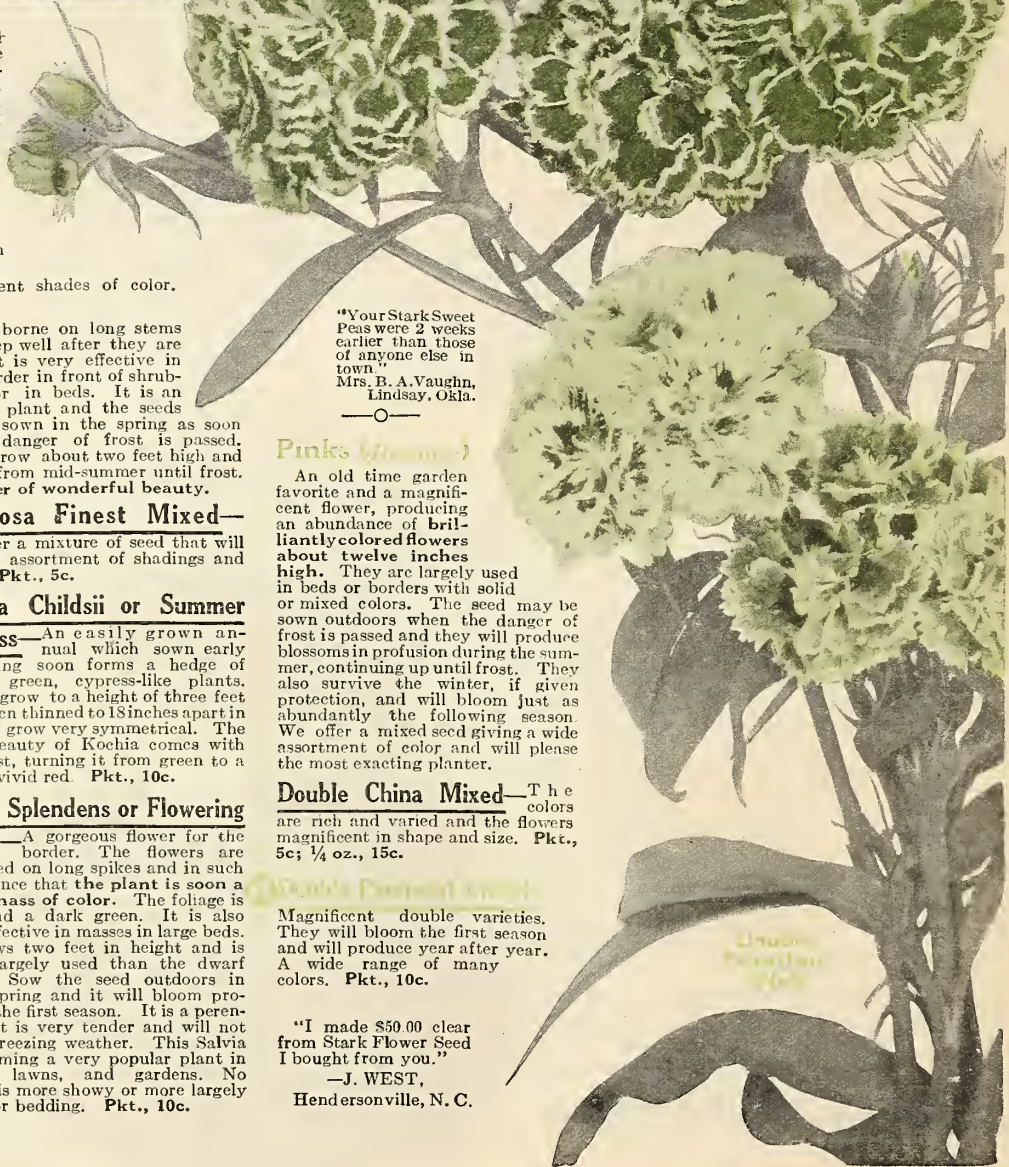 ent shades of color.
borne on long stems
ep well after they are
t is very effective in
rder in front of shrub-
r in beds. It is an
plant and the seeds
sown in the spring as soon
danger of frost is passed.
row about two feet high and
from mid-summer until frost.
er of wonderful beauty.
osa Finest Mixed—
er a mixture of seed that will
assortment of shadings and
Pkt., 5c.
a Childsii or Summer
ss—An easily grown an-
nual which sown early
ng soon forms a hedge of
green, cypress-like plants.
grow to a height of three feet
en thinned to 18 inches apart in
grow very symmetrical. The
eauty of Kochia comes with
st, turning it from green to a
vivid red. Pkt., 10c.
Splendens or Flowering
—A gorgeous flower for the
border. The flowers are
ed on long spikes and in such
nce that the plant is soon a
mass of color. The foliage is
nd a dark green. It is also
fective in masses in large beds.
ws two feet in height and is
argely used than the dwarf
Sow the seed outdoors in
pring and it will bloom pro-
the first season. It is a peren-
t is very tender and will not
reezing weather. This Salvia
ming a very popular plant in
lawns, and gardens. No
is more showy or more largely
r bedding. Pkt., 10c.
"Your Stark Sweet
Peas were 2 weeks
earlier than those
of anyone else in
town."
Mrs. B. A. Vaughn,
Lindsay, Okla.
Pinks
An old time garden
favorite and a magnifi-
cent flower, producing
an abundance of bril-
liantly colored flowers
about twelve inches
high. They are largely used
in beds or borders with solid
or mixed colors. The seed may be
sown outdoors when the danger of
frost is passed and they will produce
blossoms in profusion during the sum-
mer, continuing up until frost. They
also survive the winter, if given
protection, and will bloom just as
abundantly the following season.
We offer a mixed seed giving a wide
assortment of color and will please
the most exacting planter.
Double China Mixed—The
colors
are rich and varied and the flowers
magnificent in shape and size. Pkt.,
5c; ¼ oz., 15c.
Double
Magnificent double varieties.
They will bloom the first season
and will produce year after year.
A wide range of many
colors. Pkt., 10c.
"I made $50.00 clear
from Stark Flower Seed
I bought from you."
—J. WEST,
Hendersonville, N. C.